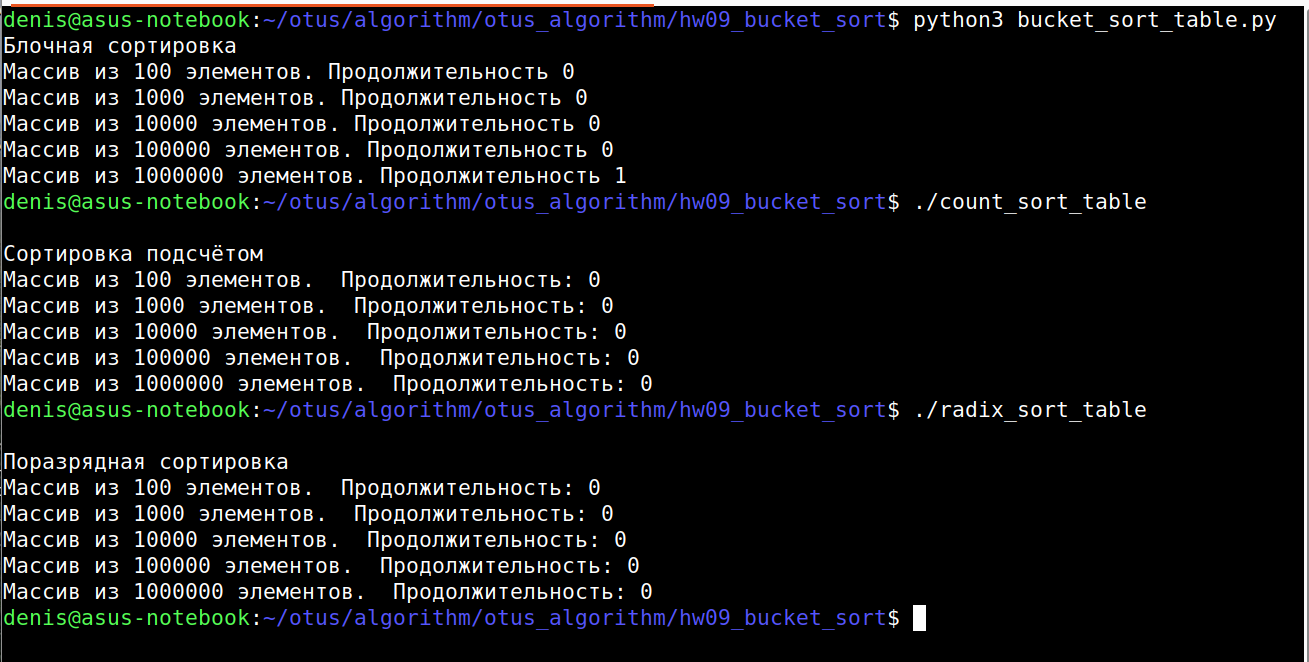 denis@asus-notebook:~/otus/algorithm/otus_algorithm/hw09_bucket_sort$ python3 bucket_sort_table.py
Блочная сортировка
Массив из 100 элементов. Продолжительность 0
Массив из 1000 элементов. Продолжительность 0
Массив из 10000 элементов. Продолжительность 0
Массив из 100000 элементов. Продолжительность 0
Массив из 1000000 элементов. Продолжительность 1
denis@asus-notebook:~/otus/algorithm/otus_algorithm/hw09_bucket_sort$ ./count_sort_table
Сортировка подсчётом
Массив из 100 элементов.  Продолжительность: 0
Массив из 1000 элементов.  Продолжительность: 0
Массив из 10000 элементов.  Продолжительность: 0
Массив из 100000 элементов.  Продолжительность: 0
Массив из 1000000 элементов.  Продолжительность: 0
denis@asus-notebook:~/otus/algorithm/otus_algorithm/hw09_bucket_sort$ ./radix_sort_table
Поразрядная сортировка
Массив из 100 элементов.  Продолжительность: 0
Массив из 1000 элементов.  Продолжительность: 0
Массив из 10000 элементов.  Продолжительность: 0
Массив из 100000 элементов.  Продолжительность: 0
Массив из 1000000 элементов.  Продолжительность: 0
denis@asus-notebook:~/otus/algorithm/otus_algorithm/hw09_bucket_sort$